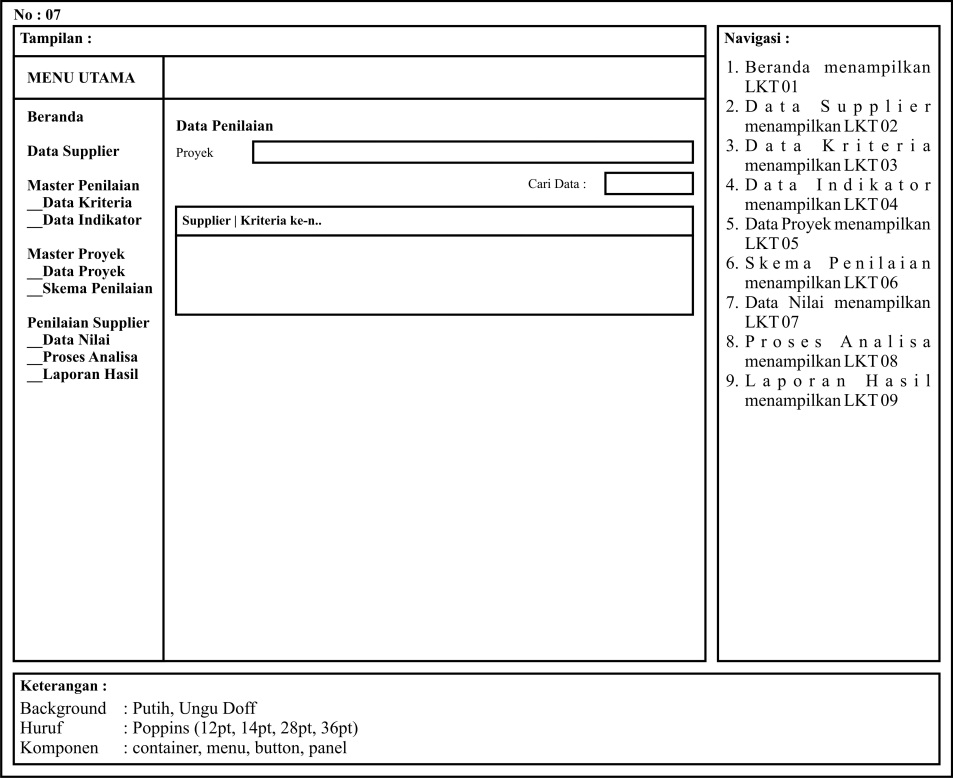 No : 07
Tampilan :
MENU UTAMA
Beranda
Data Supplier
Master Penilaian
__Data Kriteria
__Data Indikator
Master Proyek
__Data Proyek
__Skema Penilaian
Penilaian Supplier
__Data Nilai
__Proses Analisa
__Laporan Hasil
Data Penilaian
Proyek
Cari Data :
Supplier | Kriteria ke-n..
Navigasi :
1. Beranda menampilkan
LKT 01
2. Data Supplier
menampilkan LKT 02
3. Data Kriteria
menampilkan LKT 03
4. Data Indikator
menampilkan LKT 04
5. Data Proyek menampilkan
LKT 05
6. Skema Penilaian
menampilkan LKT 06
7. Data Nilai menampilkan
LKT 07
8. Proses Analisa
menampilkan LKT 08
9. Laporan Hasil
menampilkan LKT 09
Keterangan :
Background : Putih, Ungu Doff
Huruf : Poppins (12pt, 14pt, 28pt, 36pt)
Komponen : container, menu, button, panel